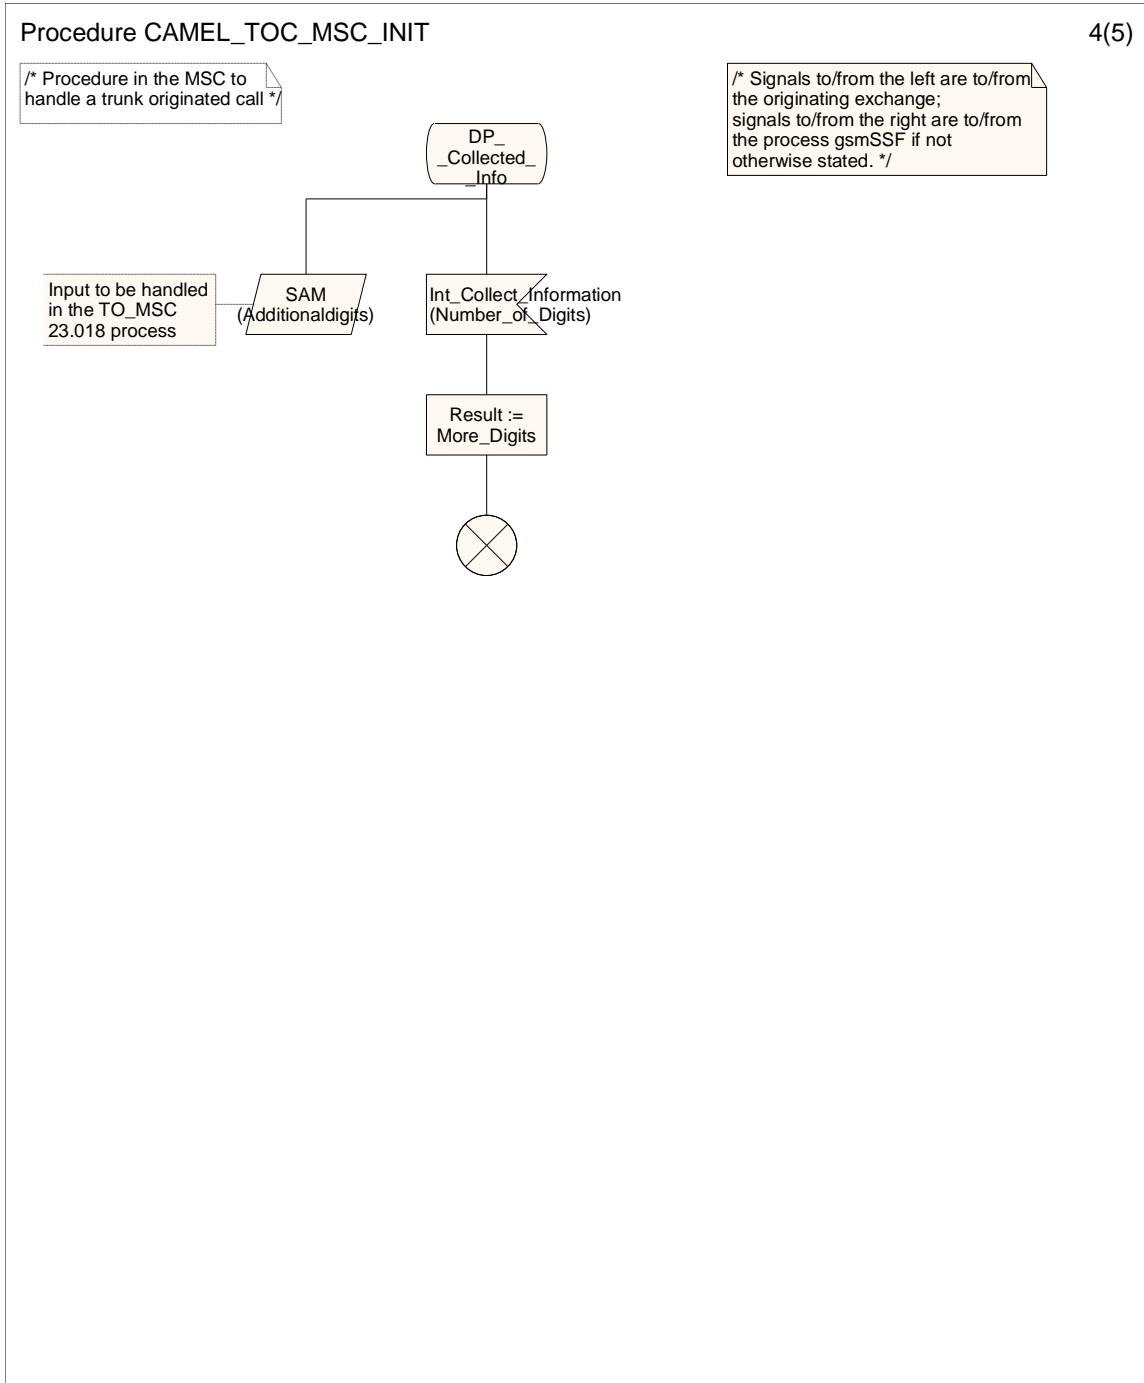 Procedure CAMEL_TOC_MSC_INIT
4(5)
/* Procedure in the MSC to
handle a trunk originated call */
/* Signals to/from the left are to/from
the originating exchange;
signals to/from the right are to/from
the process gsmSSF if not
otherwise stated. */
DP_
_Collected_
_Info
Input to be handled
in the TO_MSC
23.018 process
SAM
(Additionaldigits)
Int_Collect_Information
(Number_of_Digits)
Result :=
More_Digits